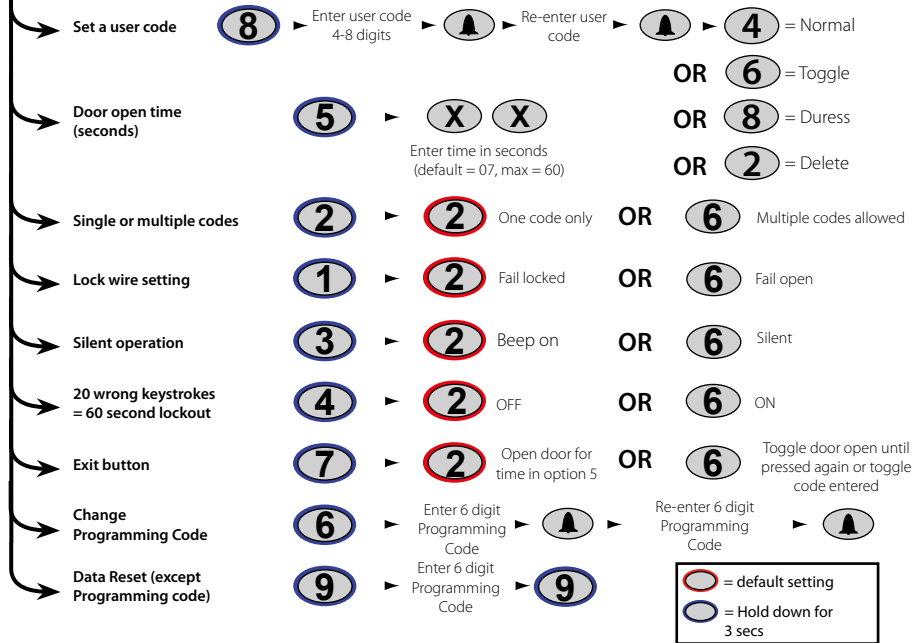 Set a user code
8
Enter user code
4-8 digits
Re-enter user
code
4 = Normal
OR 6 = Toggle
OR 8 = Duress
OR 2 = Delete
Door open time
(seconds)
5
X X
Enter time in seconds
(default = 07, max = 60)
Single or multiple codes
2
2 One code only OR 6 Multiple codes allowed
Lock wire setting
1
2 Fail locked OR 6 Fail open
Silent operation
3
2 Beep on OR 6 Silent
20 wrong keystrokes
= 60 second lockout
4
2 OFF OR 6 ON
Exit button
7
2
Open door for
time in option 5
OR
6
Toggle door open until
pressed again or toggle
code entered
Change
Programming Code
6
Enter 6 digit
Programming
Code
Re-enter 6 digit
Programming
Code
Data Reset (except
Programming code)
9
Enter 6 digit
Programming
Code
9
= default setting
= Hold down for
3 secs